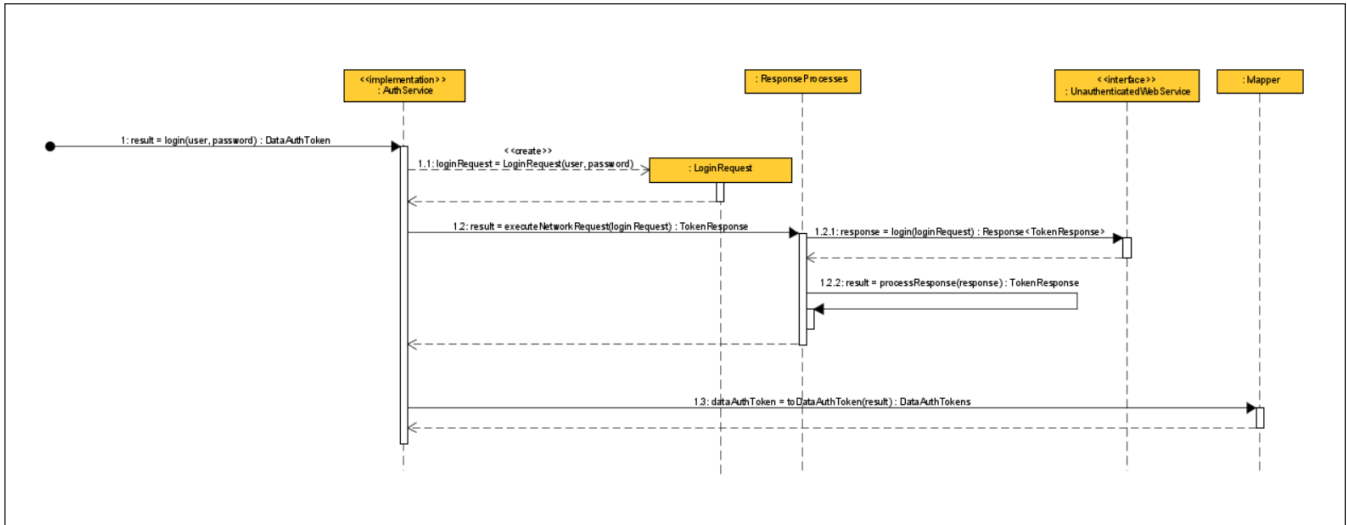 <<implementation>>
: AuthService
: ResponseProcesses
<<interface>>
: UnauthenticatedWebService
: Mapper
1: result = login(user, password) : DataAuthToken
<<create>>
1.1: loginRequest = LoginRequest(user, password)
: LoginRequest
1.2: result = executeNetworkRequest(loginRequest) : TokenResponse
1.2.1: response = login(loginRequest) : Response<TokenResponse>
1.2.2: result = processResponse(response) : TokenResponse
1.3: dataAuthToken = toDataAuthToken(result) : DataAuthTokens